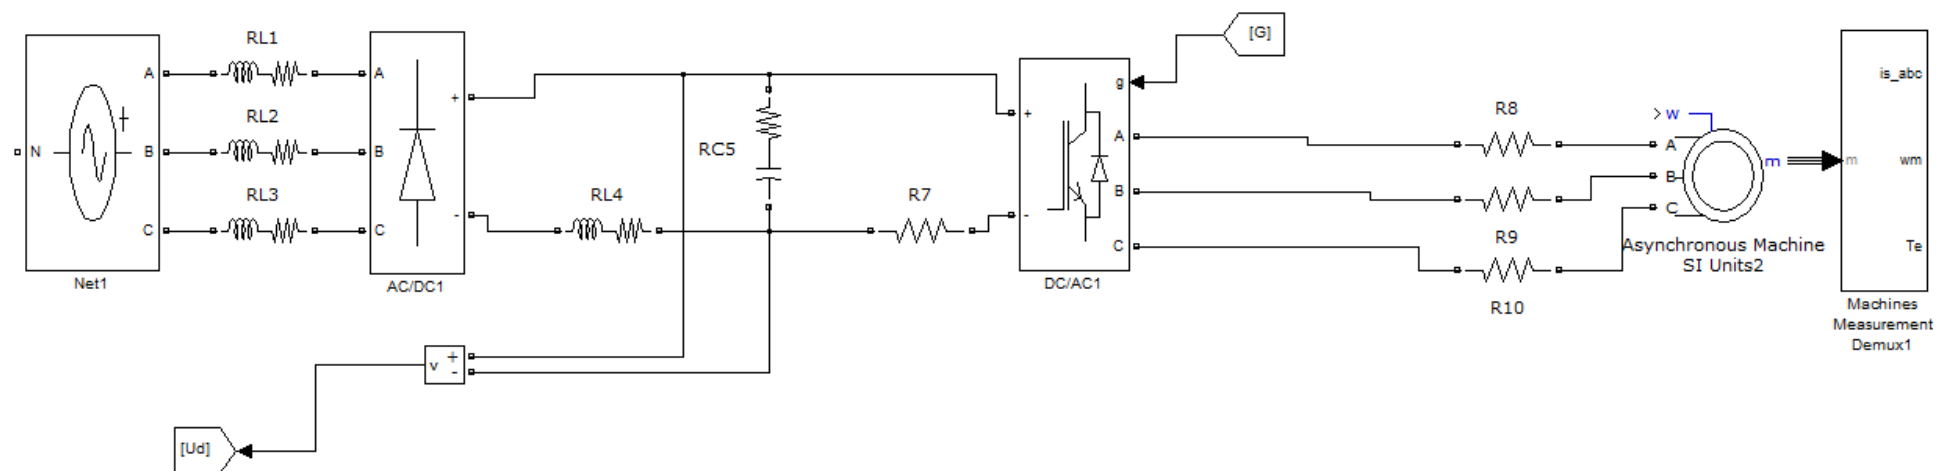 [G]
RL1
RL2
RL3
A
B
C
N
Net1
A
B
C
+
-
AC/DC1
RL4
RC5
R7
+
-
g
A
B
C
DC/AC1
R8
R9
R10
w
A
B
C
m
Asynchronous Machine
SI Units2
m
is_abc
wm
Te
Machines
Measurement
Demux1
v
+
-
[Ud]